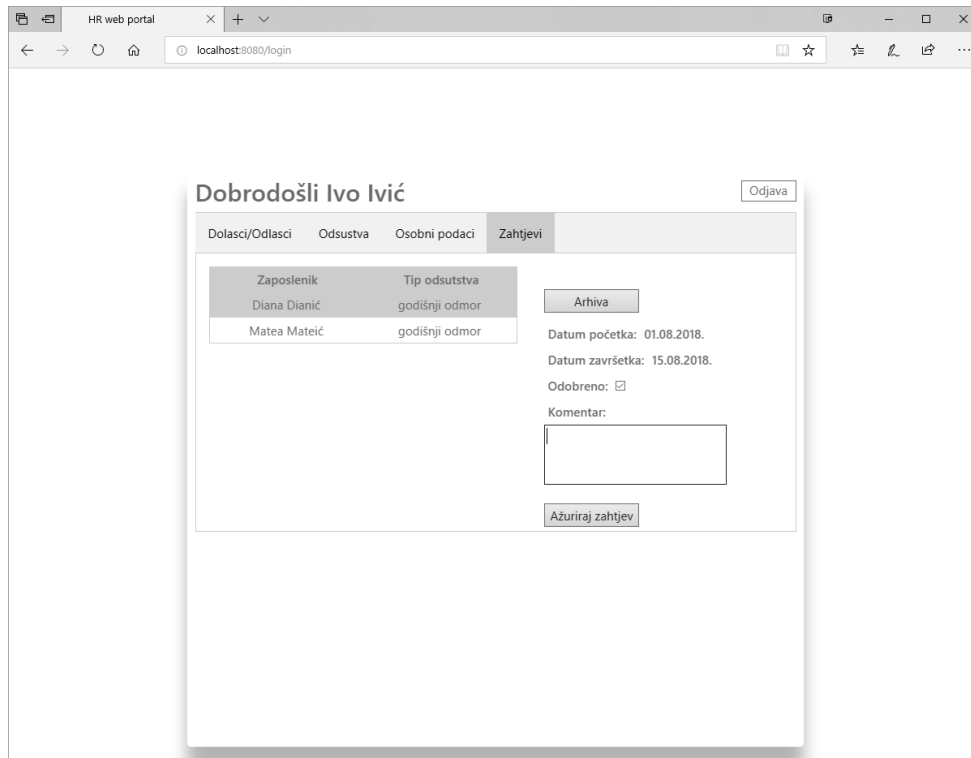 HR web portal
localhost:8080/login
Dobrodošli Ivo Ivić
Odjava
Dolasci/Odlasci Odsustva Osobni podaci Zahtjevi
Zaposlenik Tip odsutstva
Diana Dianić godišnji odmor
Matea Mateić godišnji odmor
Arhiva
Datum početka: 01.08.2018.
Datum završetka: 15.08.2018.
Odobreno:
Komentar:
Ažuriraj zahtjev